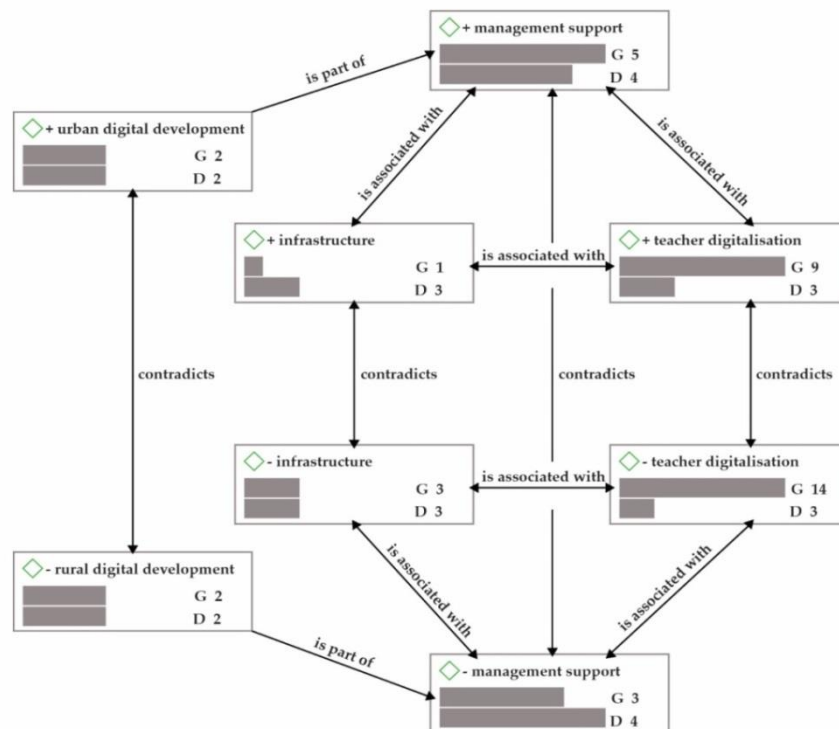 + management support
G 5
D 4
is part of
+ urban digital development
G 2
D 2
is associated with
is associated with
+ infrastructure
G 1
D 3
is associated with
+ teacher digitalisation
G 9
D 3
contradicts
contradicts
contradicts
contradicts
- infrastructure
G 3
D 3
is associated with
- teacher digitalisation
G 14
D 3
- rural digital development
G 2
D 2
is associated with
is associated with
is part of
- management support
G 3
D 4